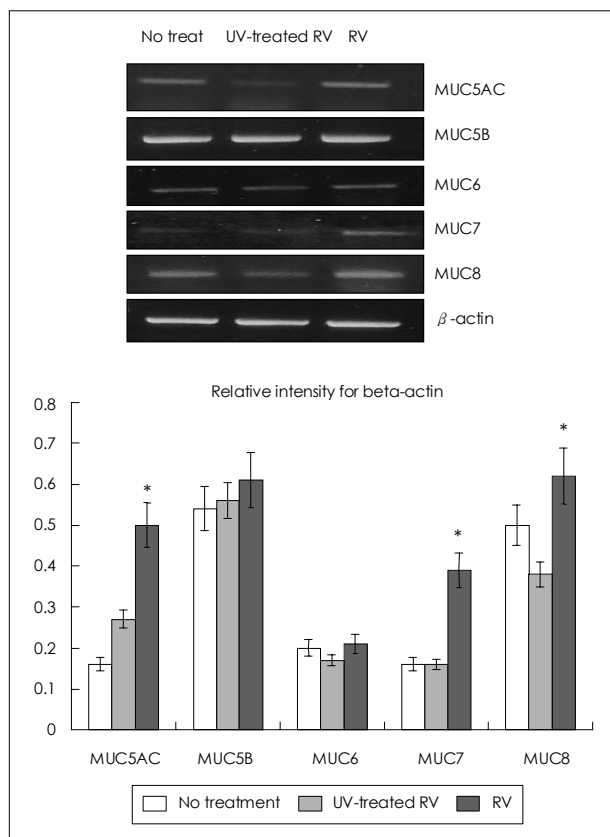 No treat UV-treated RV RV
MUC5AC
MUC5B
MUC6
MUC7
MUC8
β-actin
Relative intensity for beta-actin
0.8
0.7
0.6
0.5
0.4
0.3
0.2
0.1
0
*
*
*
MUC5AC MUC5B MUC6 MUC7 MUC8
No treatment UV-treated RV RV